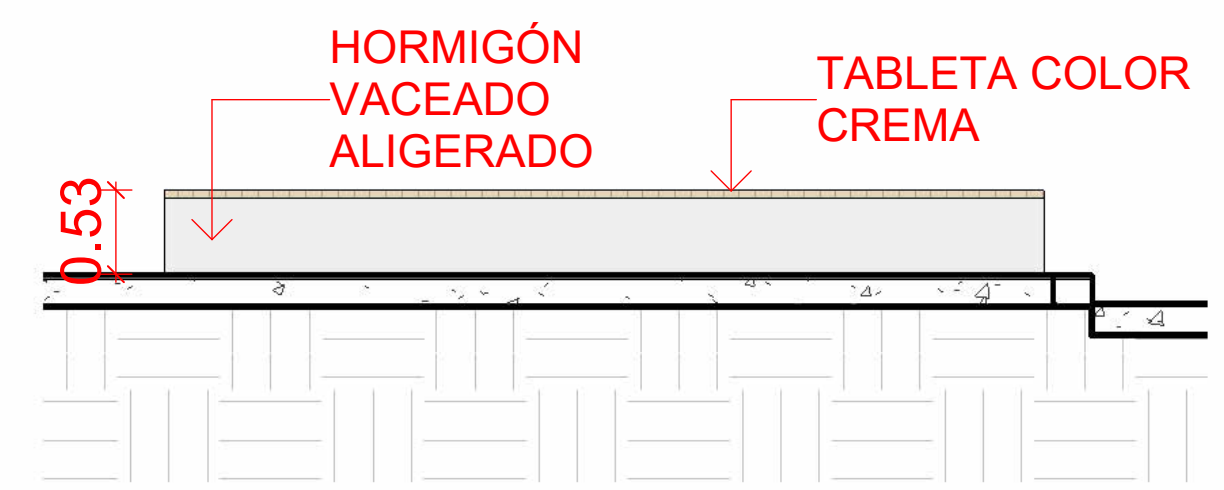 HORMIGÓN
VACEADO
ALIGERADO
TABLETA COLOR
CREMA
0.53